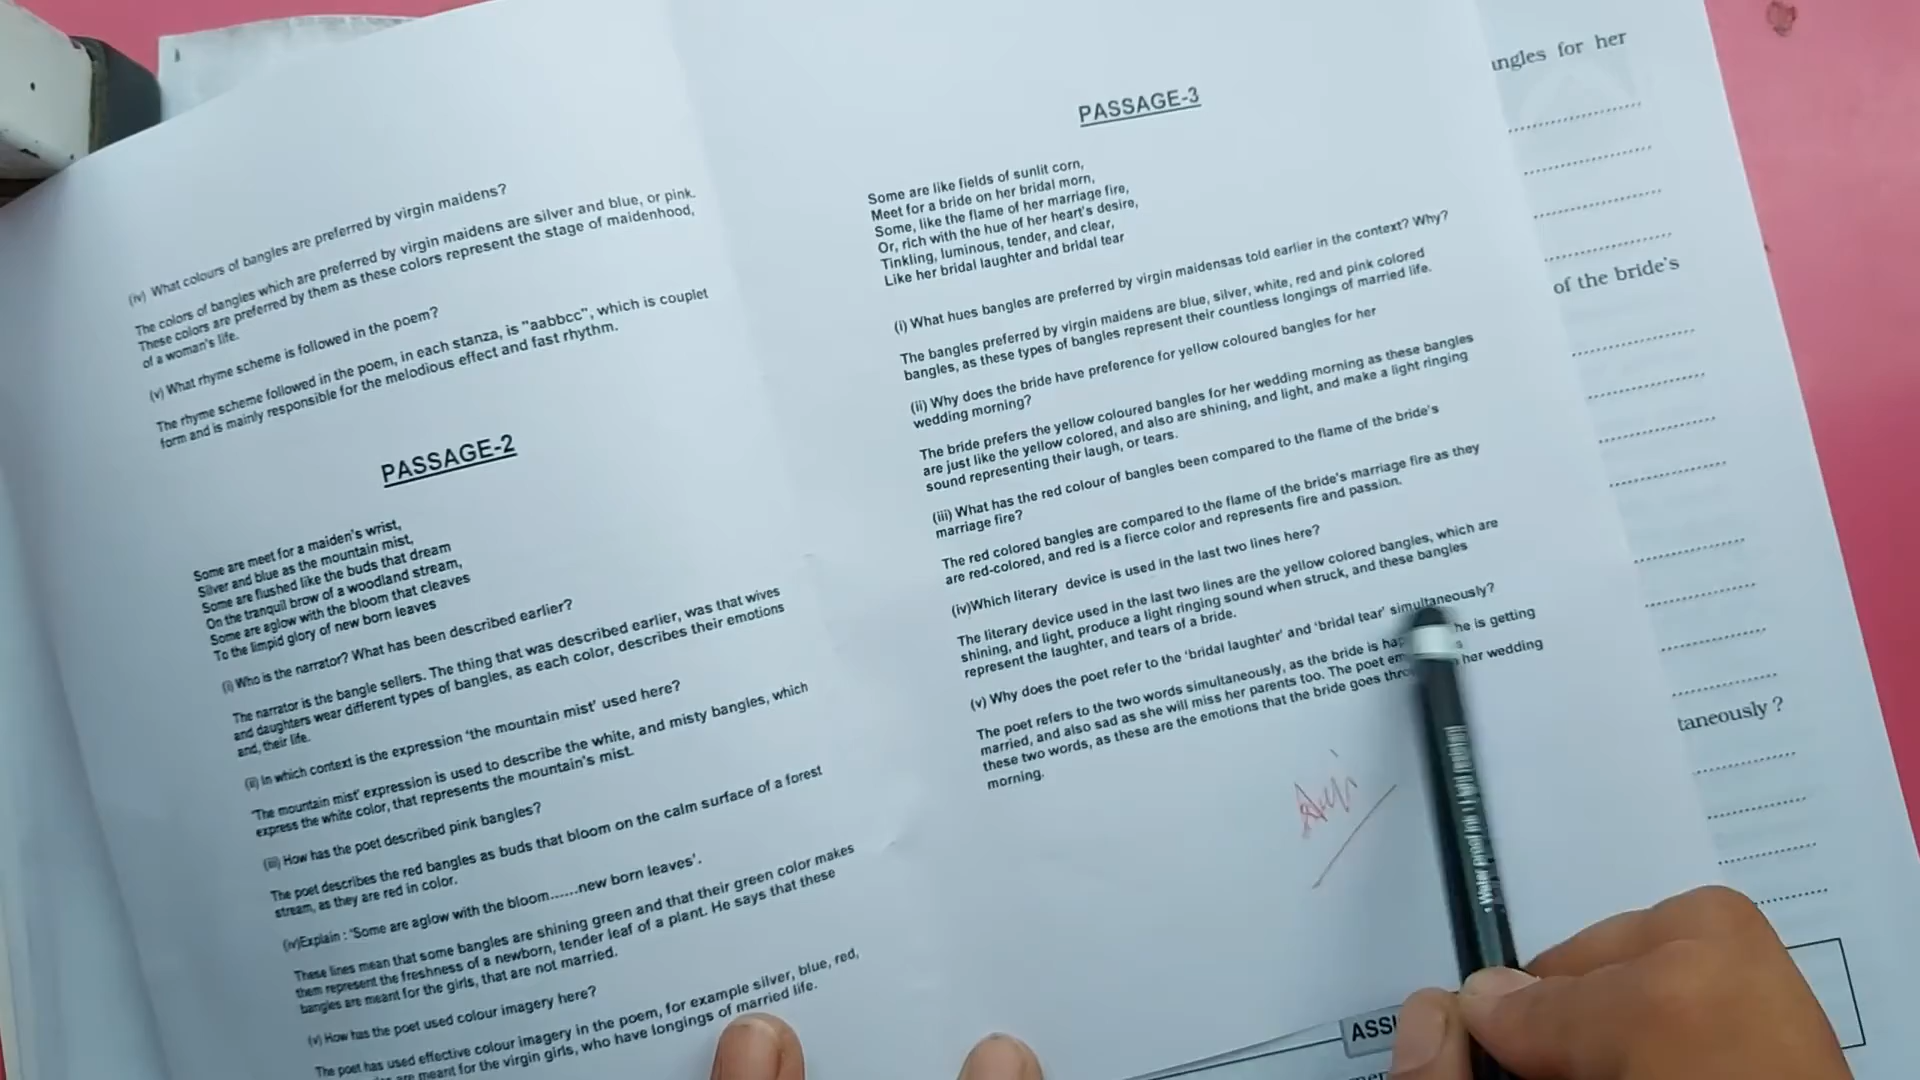 (iv) What colours of bangles are preferred by virgin maidens?
The colors of bangles which are preferred by virgin maidens are silver and blue, or pink.
These colors are preferred by them as these colors represent the stage of maidenhood,
of a woman's life.
(v) What rhyme scheme is followed in the poem?
The rhyme scheme followed in the poem, in each stanza, is "aabbcc", which is couplet
form and is mainly responsible for the melodious effect and fast rhythm.
PASSAGE-2
Some are meet for a maiden's wrist,
Silver and blue as the mountain mist,
Some are flushed like the buds that dream
On the tranquil brow of a woodland stream,
Some are aglow with the bloom that cleaves
To the limpid glory of new born leaves
(i) Who is the narrator? What has been described earlier?
The narrator is the bangle sellers. The thing that was described earlier, was that wives
and daughters wear different types of bangles, as each color, describes their emotions
and, their life.
(ii) In which context is the expression 'the mountain mist' used here?
'The mountain mist' expression is used to describe the white, and misty bangles, which
express the white color, that represents the mountain's mist.
(iii) How has the poet described pink bangles?
The poet describes the red bangles as buds that bloom on the calm surface of a forest
stream, as they are red in color.
(iv)Explain : 'Some are aglow with the bloom......new born leaves'.
These lines mean that some bangles are shining green and that their green color makes
them represent the freshness of a newborn, tender leaf of a plant. He says that these
bangles are meant for the girls, that are not married.
(v) How has the poet used colour imagery here?
The poet has used effective colour imagery in the poem, for example silver, blue, red,
are meant for the virgin girls, who have longings of married life.
PASSAGE-3
Some are like fields of sunlit corn,
Meet for a bride on her bridal morn,
Some, like the flame of her marriage fire,
Or, rich with the hue of her heart's desire,
Tinkling, luminous, tender, and clear,
Like her bridal laughter and bridal tear
(i) What hues bangles are preferred by virgin maidensas told earlier in the context? Why?
The bangles preferred by virgin maidens are blue, silver, white, red and pink colored
bangles, as these types of bangles represent their countless longings of married life.
(ii) Why does the bride have preference for yellow coloured bangles for her
wedding morning?
The bride prefers the yellow coloured bangles for her wedding morning as these bangles
are just like the yellow colored, and also are shining, and light, and make a light ringing
sound representing their laugh, or tears.
(iii) What has the red colour of bangles been compared to the flame of the bride's
marriage fire?
The red colored bangles are compared to the flame of the bride's marriage fire as they
are red-colored, and red is a fierce color and represents fire and passion.
(iv)Which literary device is used in the last two lines here?
The literary device used in the last two lines are the yellow colored bangles, which are
shining, and light, produce a light ringing sound when struck, and these bangles
represent the laughter, and tears of a bride.
(v) Why does the poet refer to the 'bridal laughter' and 'bridal tear' simultaneously?
The poet refers to the two words simultaneously, as the bride is he is getting
married, and also sad as she will miss her parents too. The poet
these two words, as these are the emotions that the bride goes her wedding
morning.
ASS
angles for her
of the bride's
taneously ?
Water proof Ink